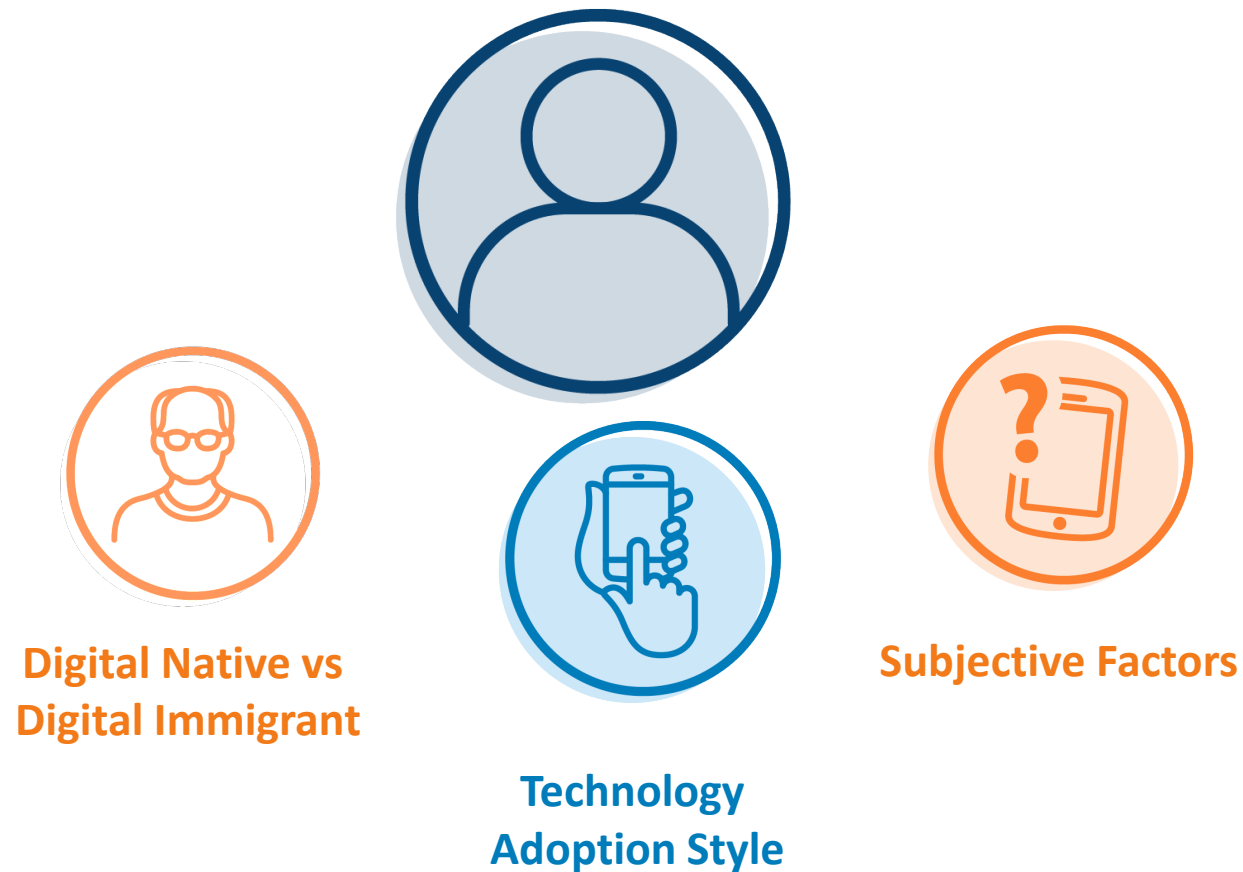 Digital Native vs
Digital Immigrant
Technology
Adoption Style
Subjective Factors
?